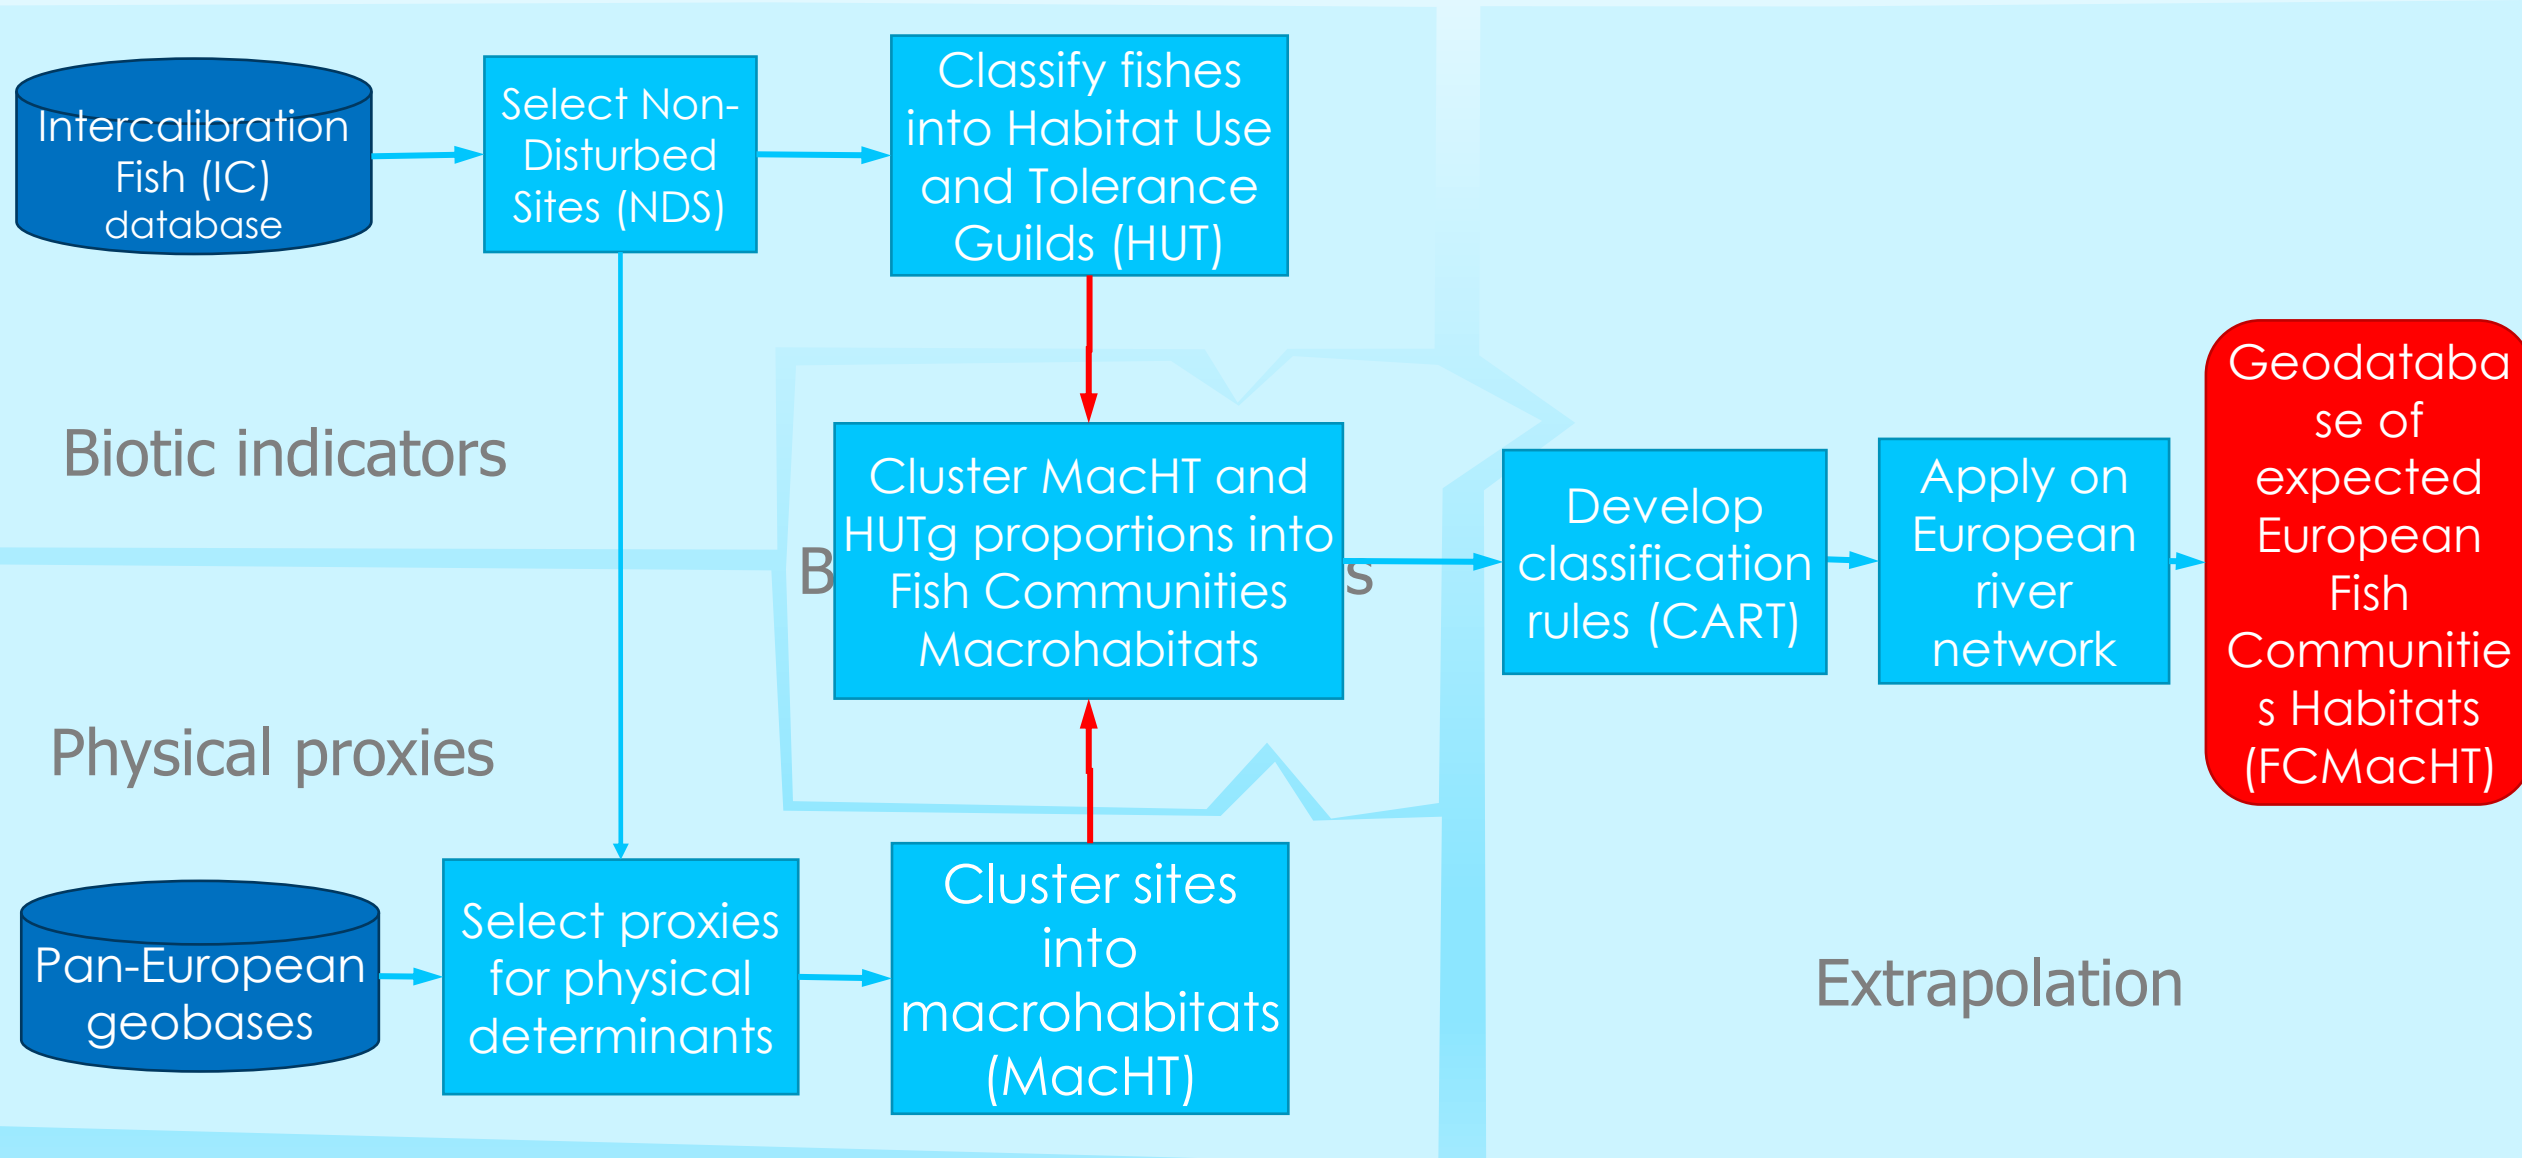 Intercalibration
Fish (IC)
database
Select Non-
Disturbed
Sites (NDS)
Classify fishes
into Habitat Use
and Tolerance
Guilds (HUT)
Biotic indicators
Cluster MacHT and
HUTg proportions into
Fish Communities
Macrohabitats
Develop
classification
rules (CART)
Apply on
European
river
network
Geodataba
se of
expected
European
Fish
Communitie
s Habitats
(FCMacHT)
Physical proxies
Pan-European
geobases
Select proxies
for physical
determinants
Cluster sites
into
macrohabitats
(MacHT)
Extrapolation